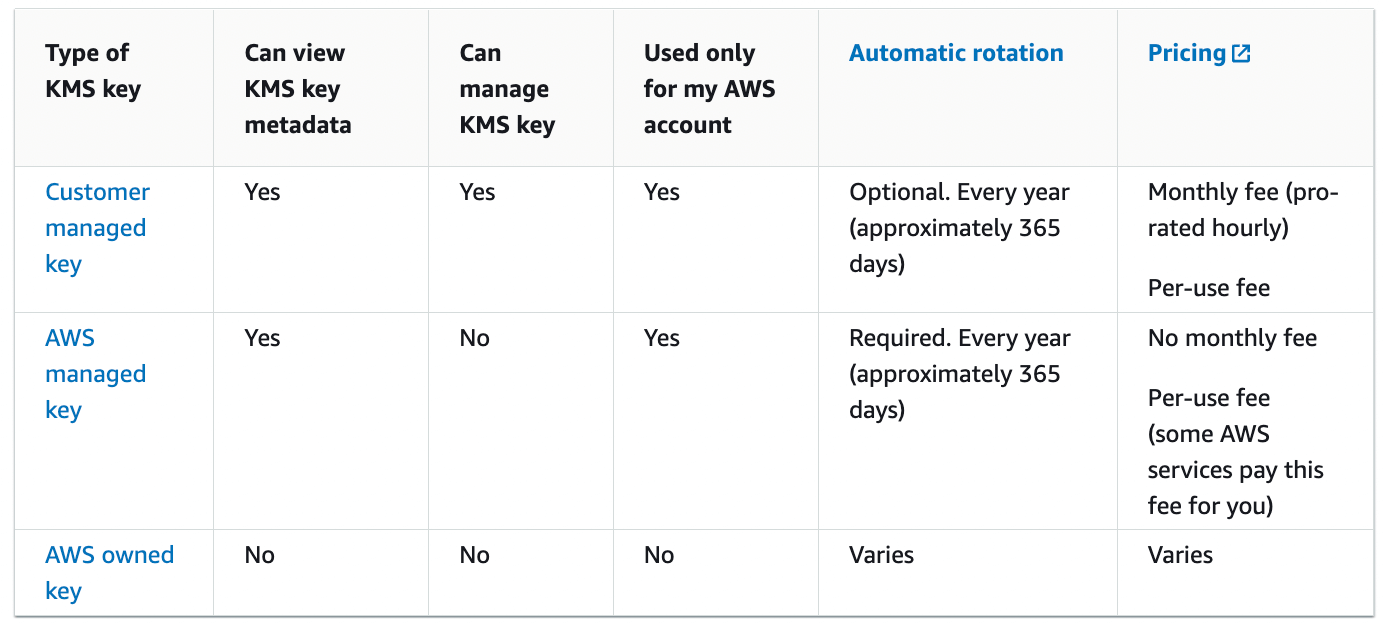 Type of
KMS key
Can view
KMS key
metadata
Can
manage
KMS key
Used only
for my AWS
account
Automatic rotation
Pricing
Customer
managed
key
Yes
Yes
Yes
Optional. Every year
(approximately 365
days)
Monthly fee (pro-
rated hourly)
Per-use fee
AWS
managed
key
Yes
No
Yes
Required. Every year
(approximately 365
days)
No monthly fee
Per-use fee
(some AWS
services pay this
fee for you)
AWS owned
key
No
No
No
Varies
Varies